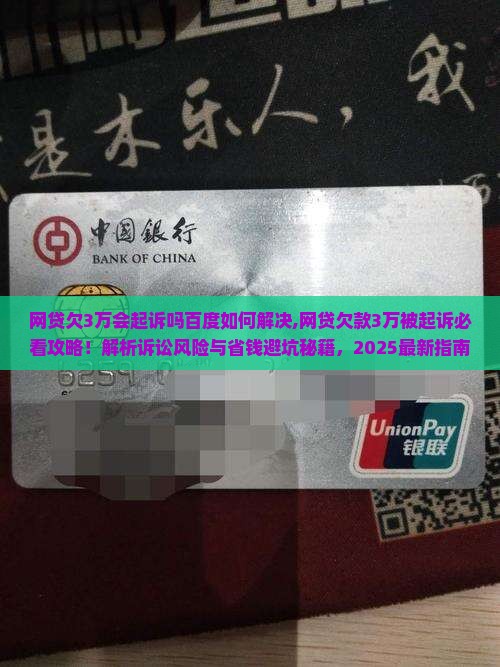 我
是木乐人，
中国银行
BANK OF CHINA
网贷欠3万会起诉吗百度如何解决,网贷欠款3万被起诉必
看攻略！解析诉讼风险与省钱避坑秘籍，2025最新指南
6259
UnionPay
银联